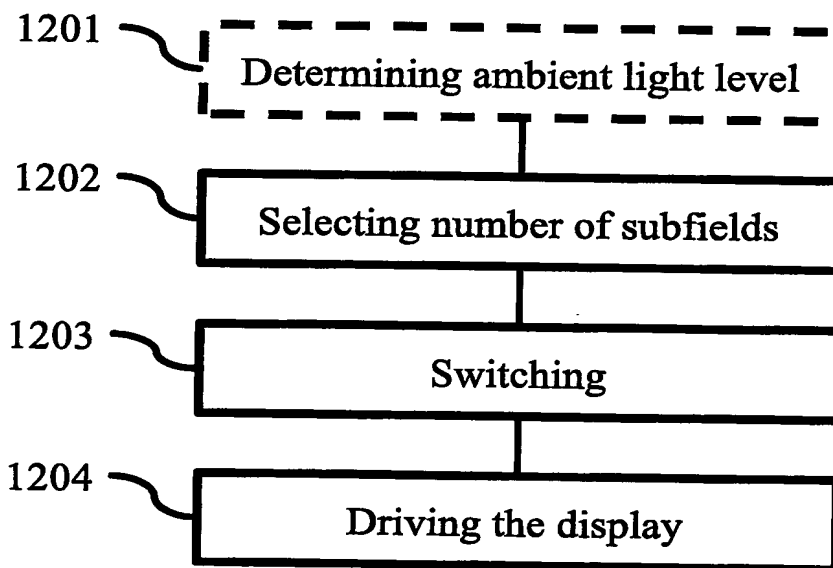 1201
Determining ambient light level
1202
Selecting number of subfields
1203
Switching
1204
Driving the display